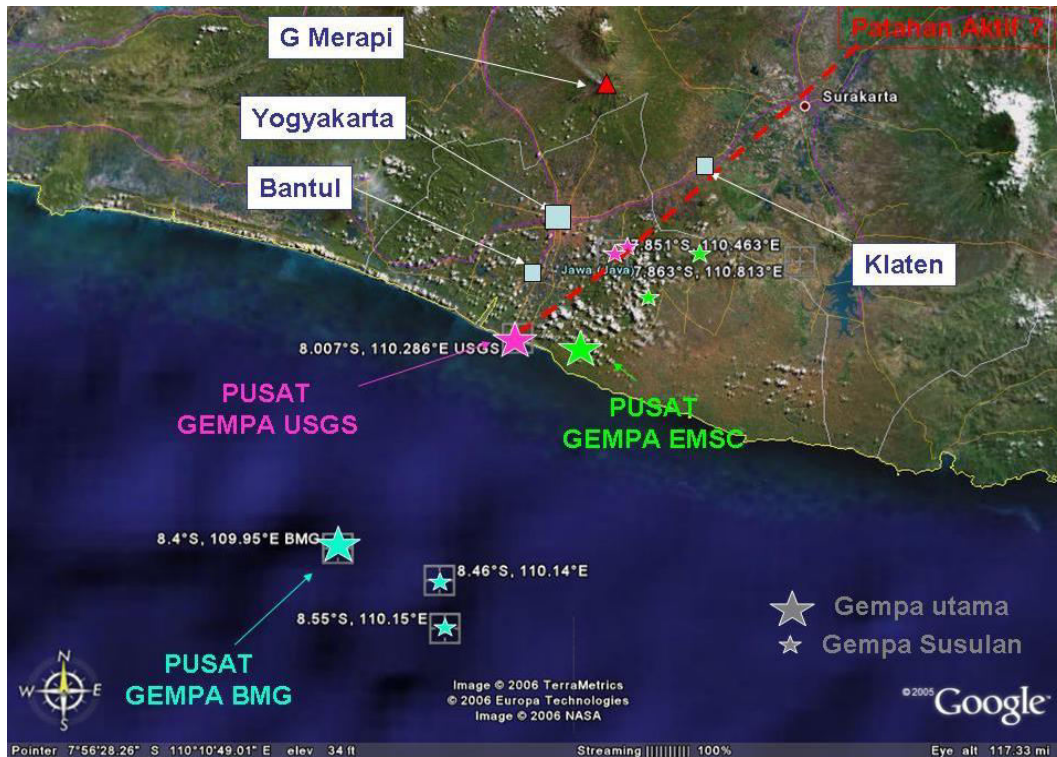 Patahan Aktif ?
G Merapi
Surakarta
Yogyakarta
Bantul
7.851°S, 110.463°E
Jawa (Java)
7.863°S, 110.813°E
Klaten
8.007°S, 110.286°E USGS
PUSAT
GEMPA USGS
PUSAT
GEMPA EMSC
8.4°S, 109.95°E BMG
8.46°S, 110.14°E
8.55°S, 110.15°E
Gempa utama
Gempa Susulan
PUSAT
GEMPA BMG
N
W
E
S
Image © 2006 TerraMetrics
© 2006 Europa Technologies
Image © 2006 NASA
©2005 Google
Pointer 7°56'28.26" S 110°10'49.01" E elev 34 ft
Streaming |||||||||| 100%
Eye alt 117.33 mi